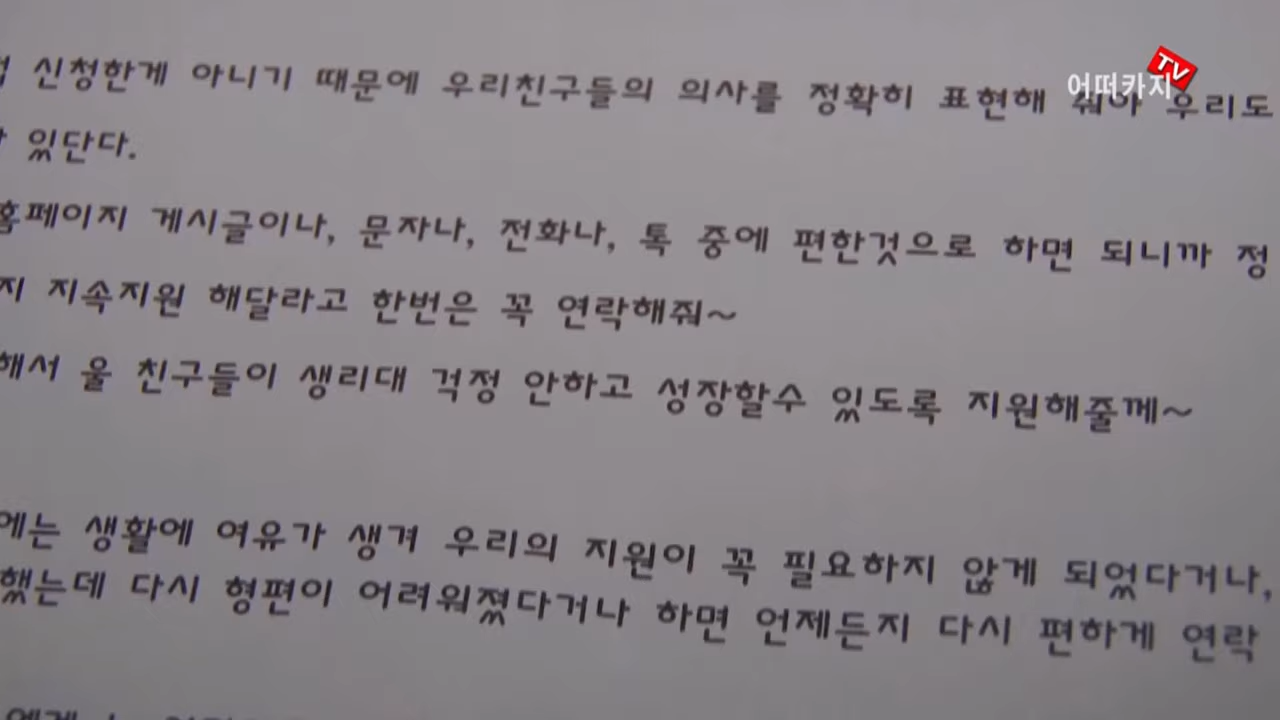 신청한게 아니기 때문에 우리친구들의 의사를 정확히 표현해 줘야 우리도
있단다.
홈페이지 게시글이나, 문자나, 전화나, 톡 중에 편한것으로 하면 되니까 정
지 지속지원 해달라고 한번은 꼭 연락해줘~
해서 울 친구들이 생리대 걱정 안하고 성장할수 있도록 지원해줄께~
에는 생활에 여유가 생겨 우리의 지원이 꼭 필요하지 않게 되었다거나,
했는데 다시 형편이 어려워졌다거나 하면 언제든지 다시 편하게 연락
어떠카지 TV